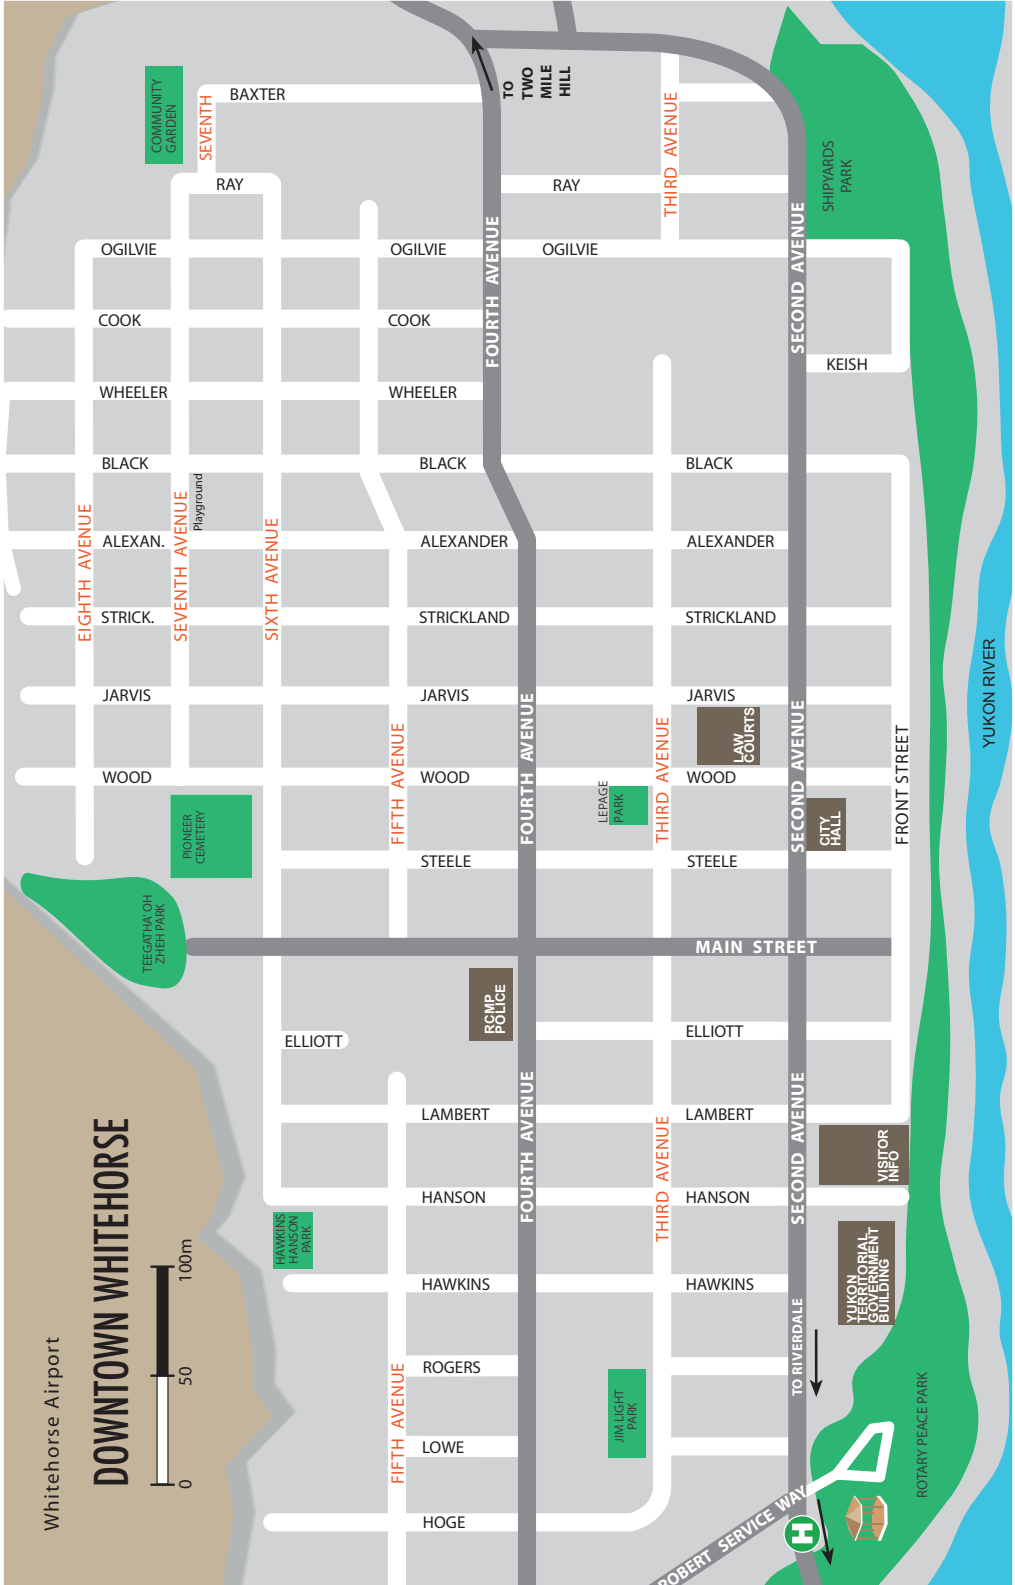 COMMUNITY
GARDEN
SEVENTH
BAXTER
TO
TWO
MILE
HILL
THIRD AVENUE
SHIPYARDS
PARK
RAY
RAY
OGILVIE
OGILVIE
OGILVIE
FOURTH AVENUE
SECOND AVENUE
COOK
COOK
KEISH
WHEELER
WHEELER
BLACK
BLACK
BLACK
Playground
EIGHTH AVENUE
SEVENTH AVENUE
SIXTH AVENUE
ALEXAN.
ALEXANDER
ALEXANDER
STRICK.
STRICKLAND
STRICKLAND
YUKON RIVER
JARVIS
JARVIS
JARVIS
LAW
COURTS
FIFTH AVENUE
FOURTH AVENUE
THIRD AVENUE
SECOND AVENUE
FRONT STREET
WOOD
WOOD
WOOD
LEPAGE
PARK
CITY
HALL
PIONEER
CEMETERY
STEELE
STEELE
TEEGATHA'OH
ZHEH PARK
MAIN STREET
RCMP
POLICE
ELLIOTT
ELLIOTT
LAMBERT
LAMBERT
FOURTH AVENUE
THIRD AVENUE
SECOND AVENUE
VISITOR
INFO
HANSON
HANSON
HAWKINS
HANSON
PARK
HAWKINS
HAWKINS
YUKON
TERRITORIAL
GOVERNMENT
BUILDING
Whitehorse Airport
DOWNTOWN WHITEHORSE
0 50 100m
TO RIVERDALE
ROGERS
FIFTH AVENUE
JIM LIGHT
PARK
LOWE
ROTARY PEACE PARK
HOGE
ROBERT SERVICE WAY
H